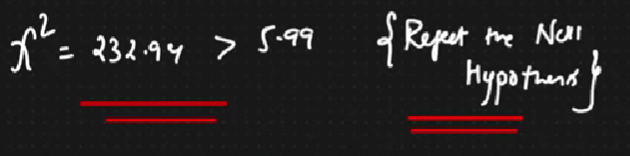 χ² = 232.94 > 5.99 {Reject the Null
Hypothesis}